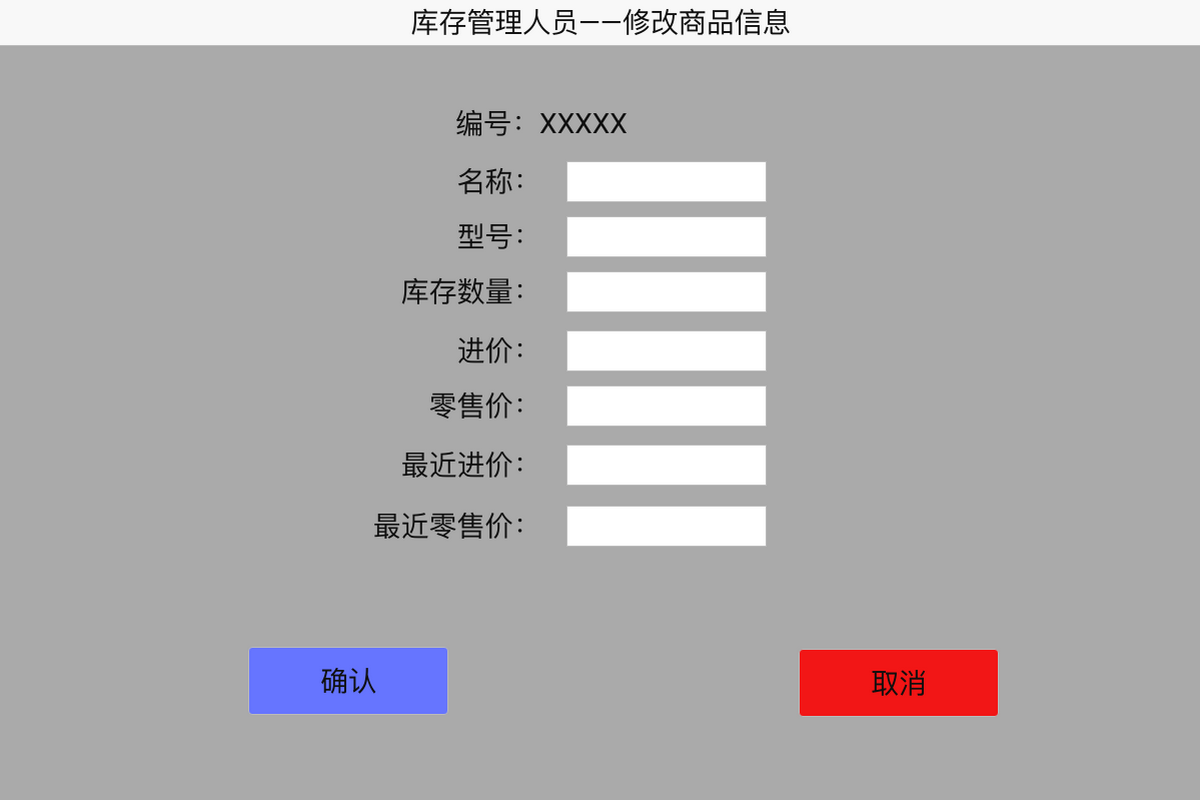 库存管理人员——修改商品信息
编号：XXXXX
名称：
型号：
库存数量：
进价：
零售价：
最近进价：
最近零售价：
确认
取消